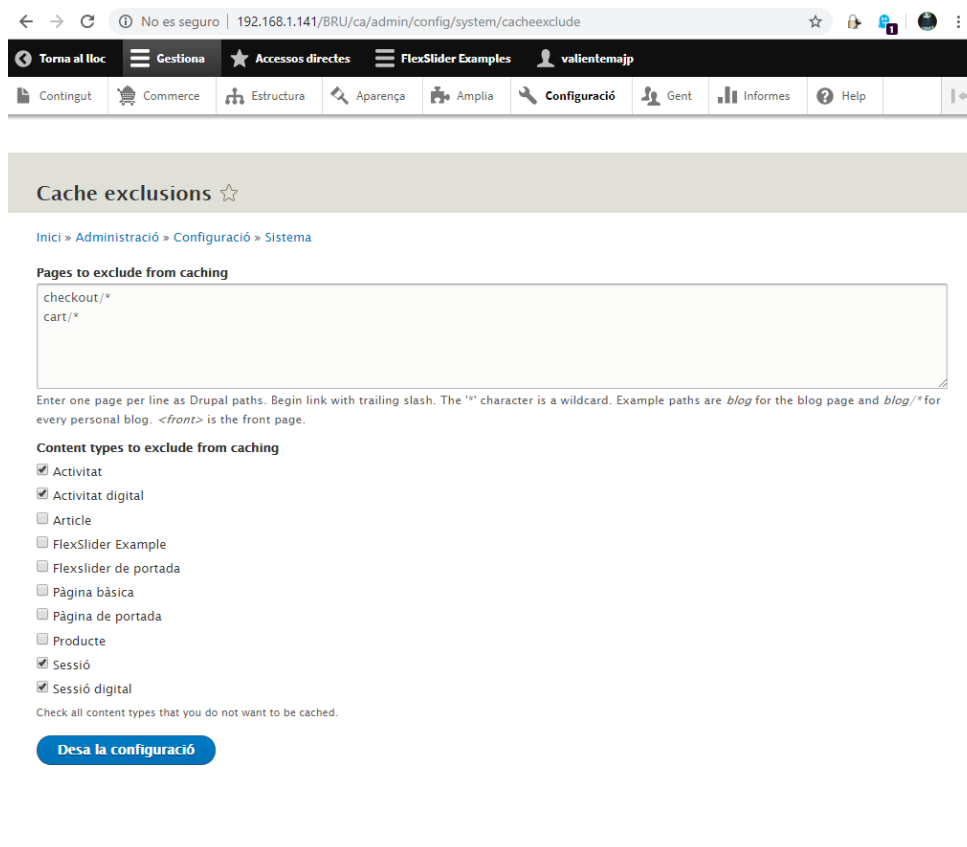 No es seguro | 192.168.1.141/BRU/ca/admin/config/system/cacheexclude
1
Torna al lloc Gestiona Accessos directes FlexSlider Examples valientemajp
Contingut Commerce Estructura Aparença Amplia Configuració Gent Informes Help
Cache exclusions
Inici » Administració » Configuració » Sistema
Pages to exclude from caching
checkout/*
cart/*
Enter one page per line as Drupal paths. Begin link with trailing slash. The '*' character is a wildcard. Example paths are blog for the blog page and blog/* for
every personal blog. <front> is the front page.
Content types to exclude from caching
Activitat
Activitat digital
Article
FlexSlider Example
Flexslider de portada
Pàgina bàsica
Pàgina de portada
Producte
Sessió
Sessió digital
Check all content types that you do not want to be cached.
Desa la configuració